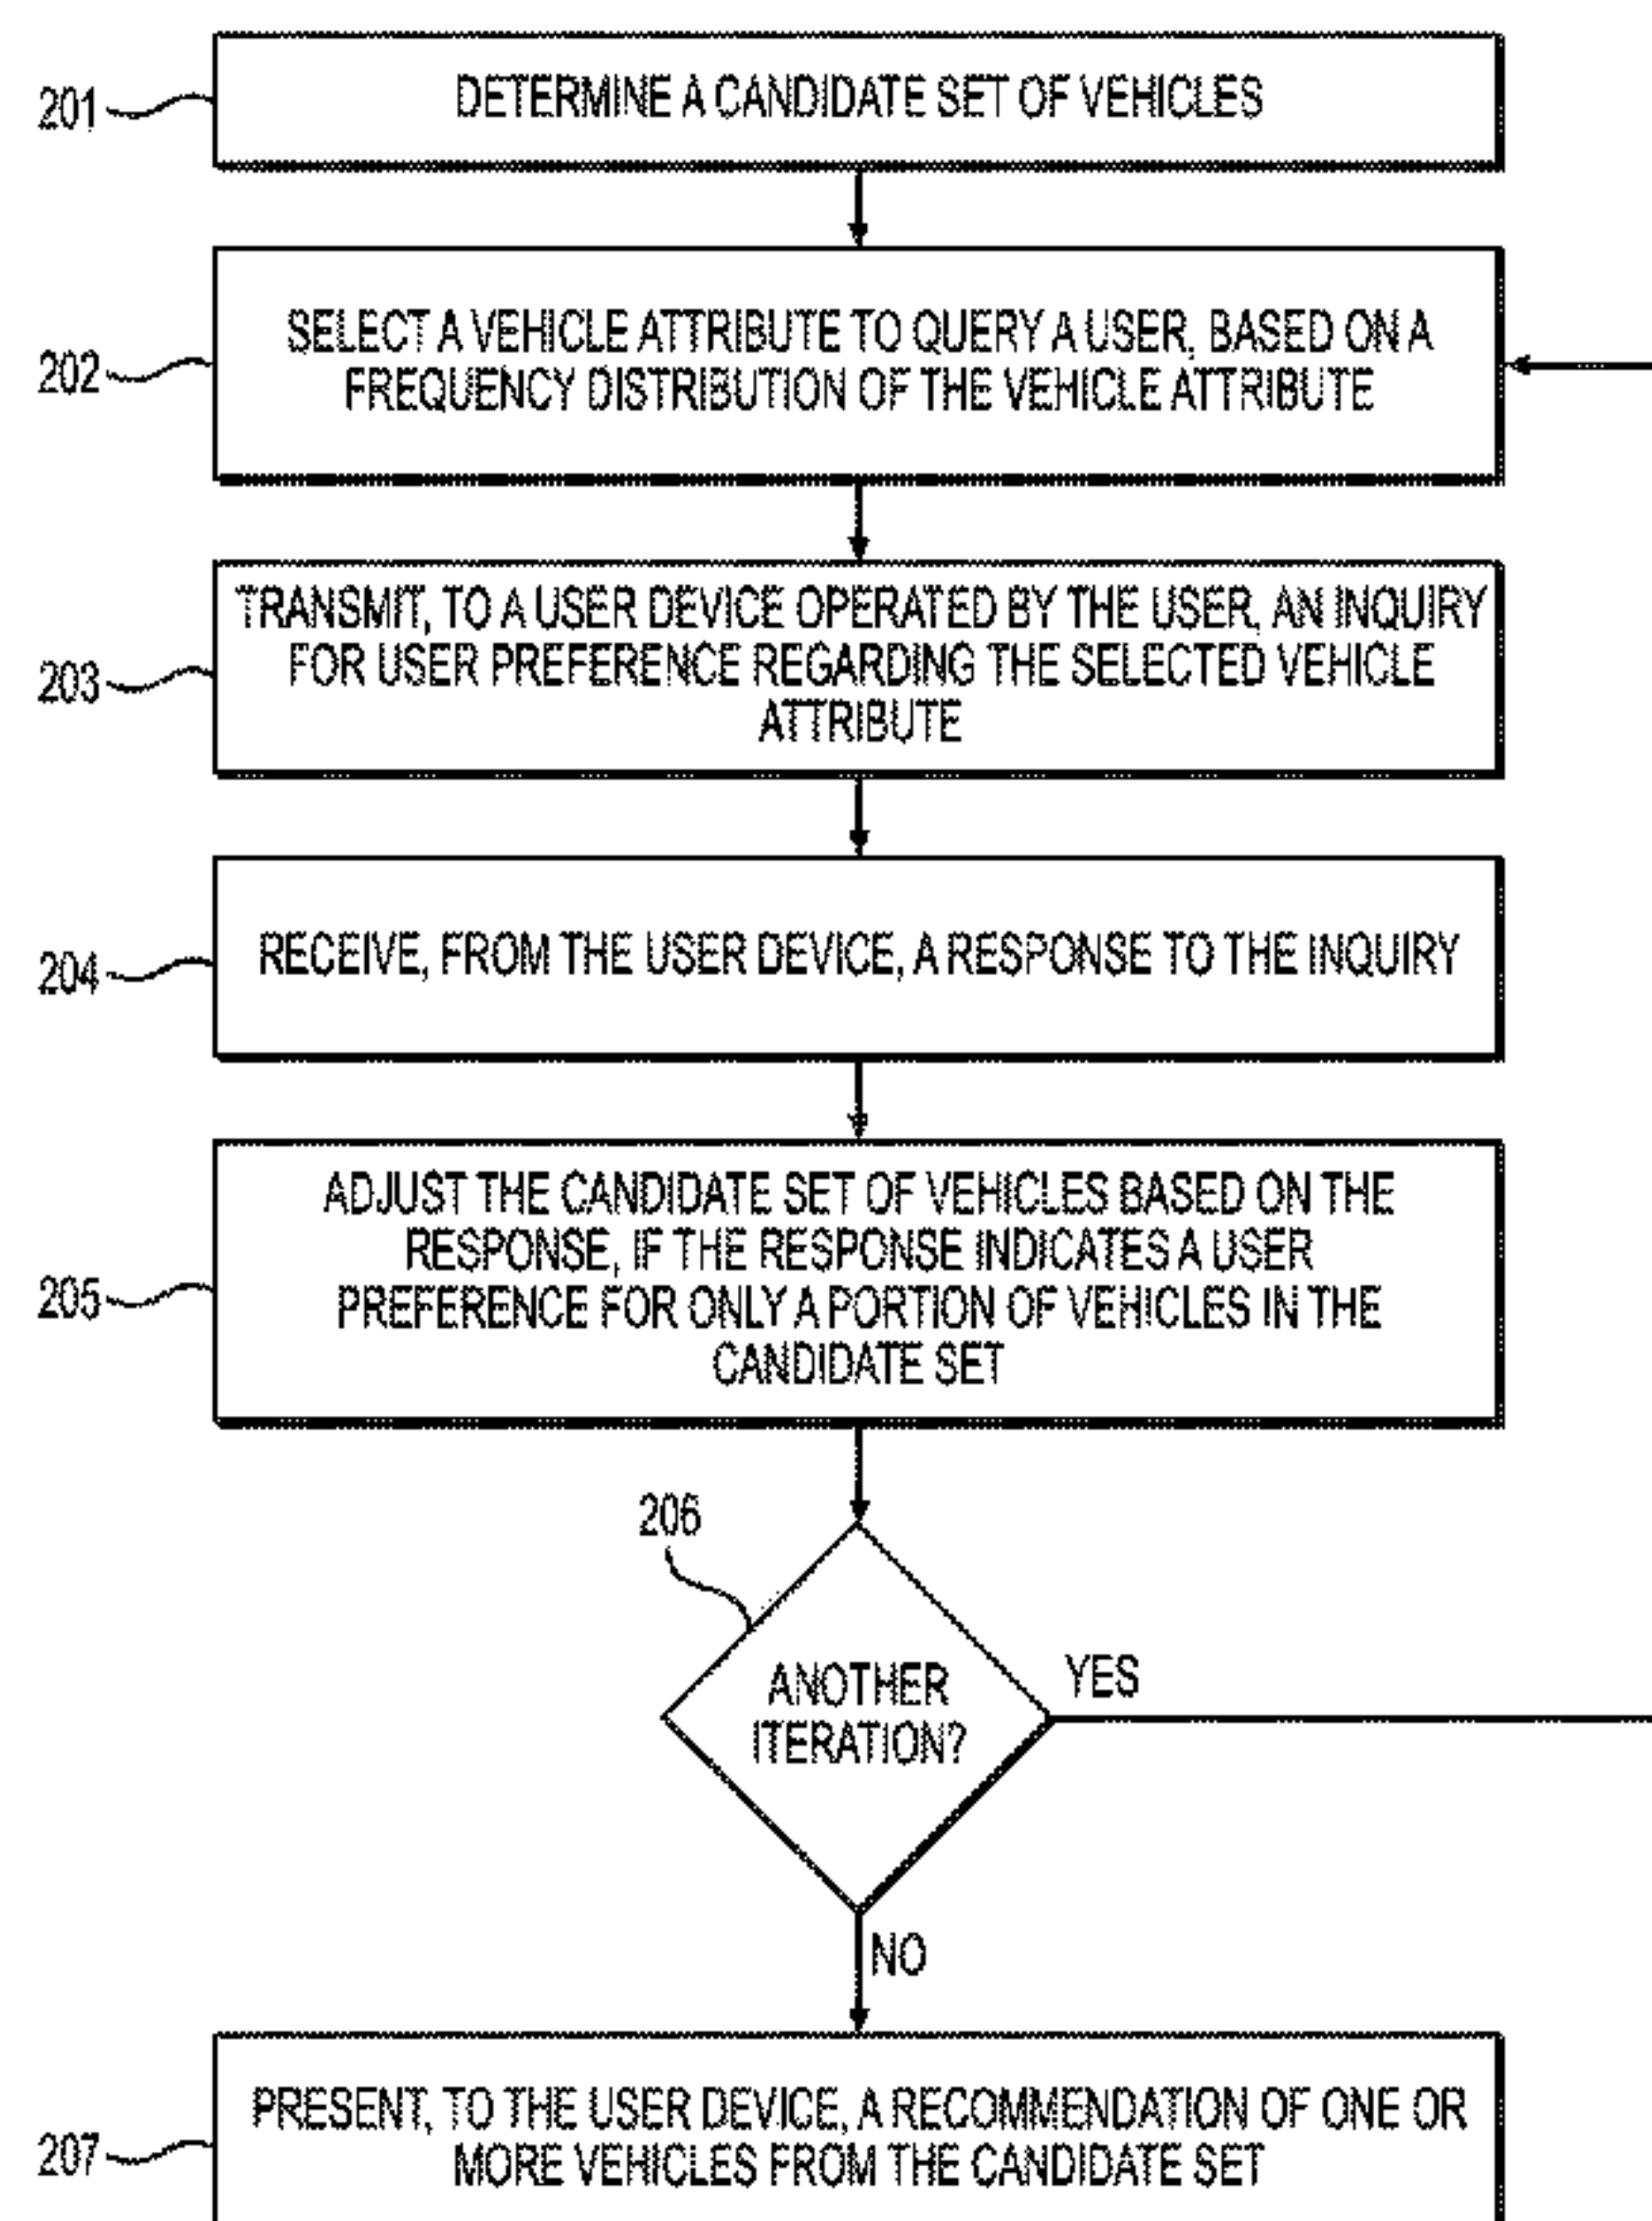 201
DETERMINE A CANDIDATE SET OF VEHICLES
202
SELECT A VEHICLE ATTRIBUTE TO QUERY A USER, BASED ON A
FREQUENCY DISTRIBUTION OF THE VEHICLE ATTRIBUTE
203
TRANSMIT, TO A USER DEVICE OPERATED BY THE USER, AN INQUIRY
FOR USER PREFERENCE REGARDING THE SELECTED VEHICLE
ATTRIBUTE
204
RECEIVE, FROM THE USER DEVICE, A RESPONSE TO THE INQUIRY
205
ADJUST THE CANDIDATE SET OF VEHICLES BASED ON THE
RESPONSE, IF THE RESPONSE INDICATES A USER
PREFERENCE FOR ONLY A PORTION OF VEHICLES IN THE
CANDIDATE SET
206
ANOTHER
ITERATION?
YES
NO
207
PRESENT, TO THE USER DEVICE, A RECOMMENDATION OF ONE OR
MORE VEHICLES FROM THE CANDIDATE SET